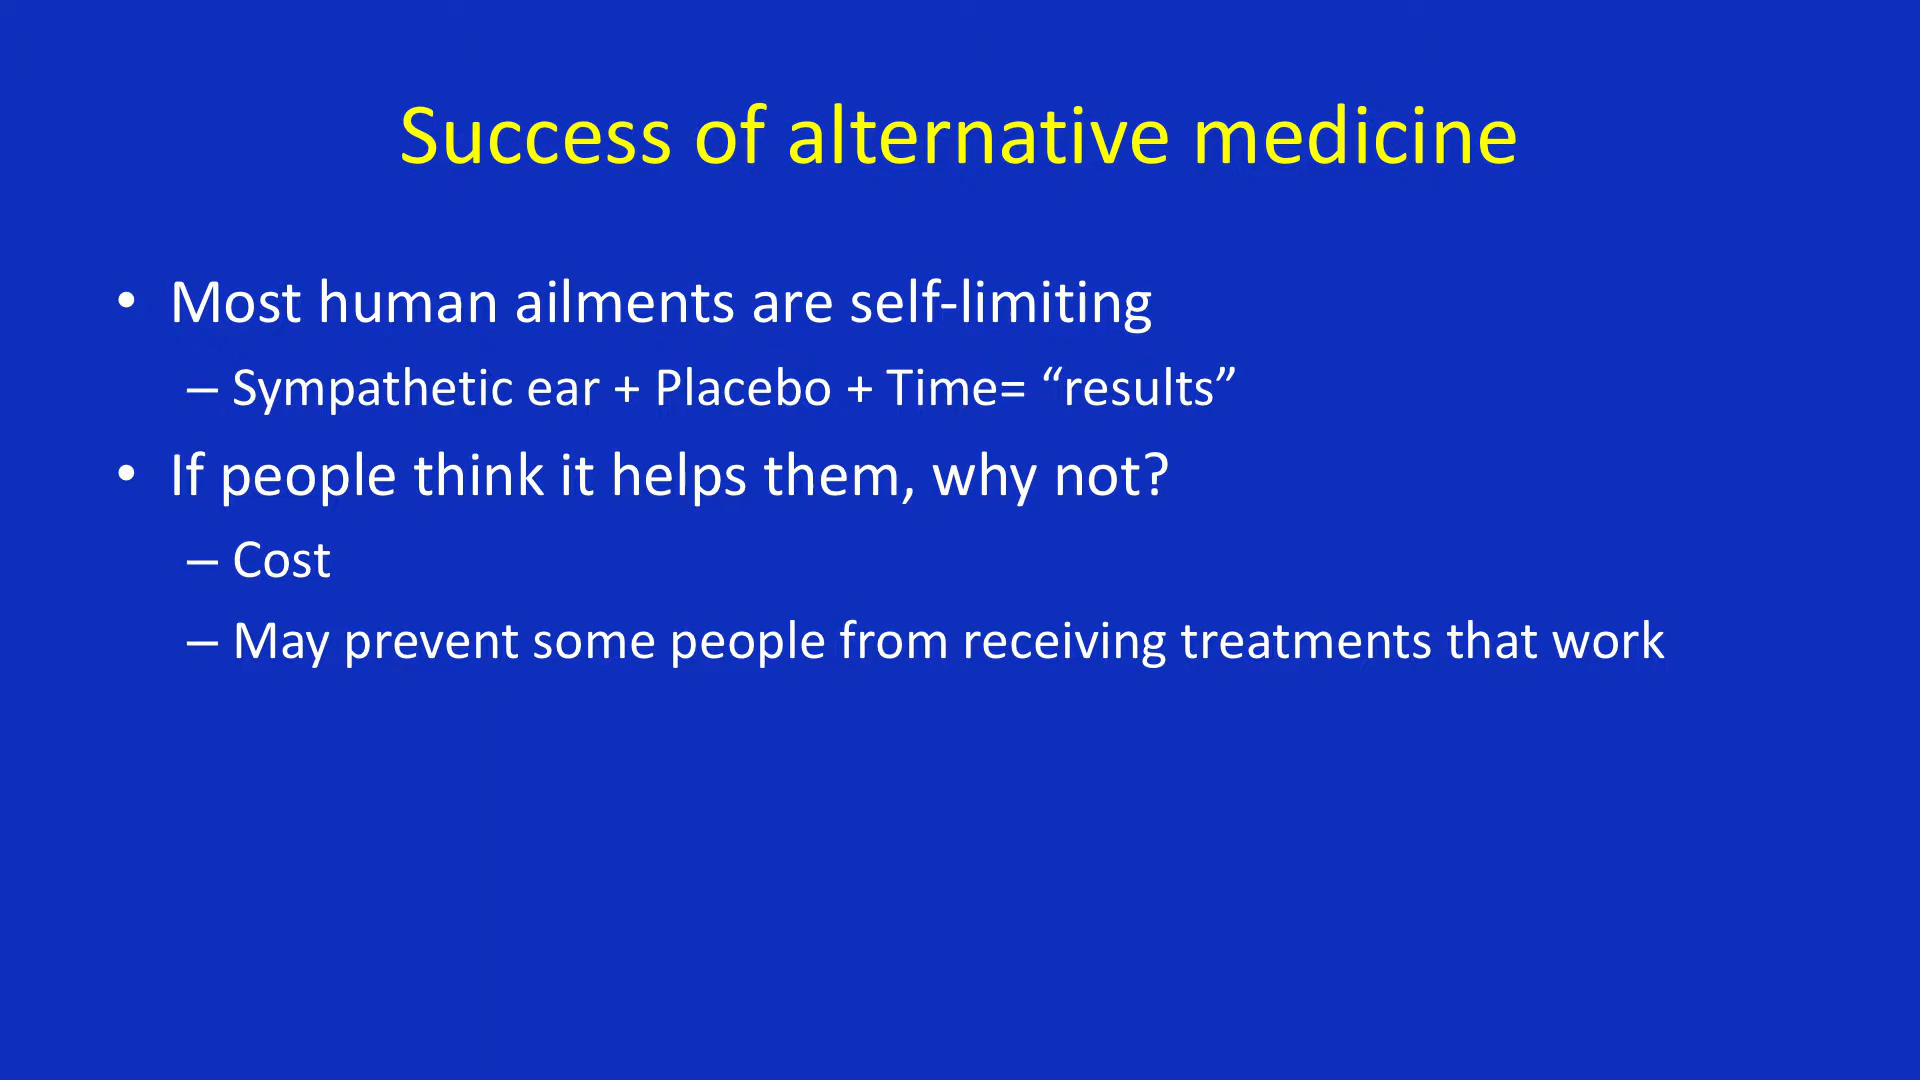 Success of alternative medicine
• Most human ailments are self-limiting
– Sympathetic ear + Placebo + Time= “results”
• If people think it helps them, why not?
– Cost
– May prevent some people from receiving treatments that work